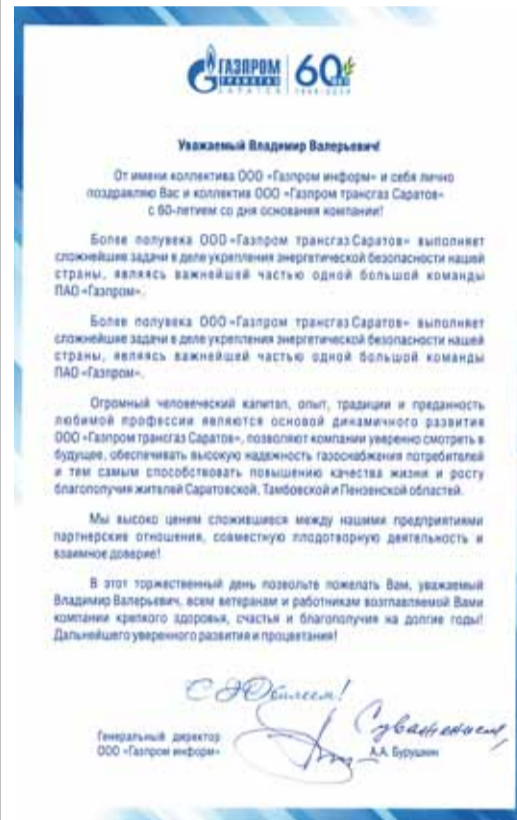 ГАЗПРОМ
ТРАНСГАЗ
САРАТОВ
60
Уважаемый Владимир Валерьевич!
От имени коллектива ООО «Газпром информ» и себя лично
поздравляю Вас и коллектив ООО «Газпром трансгаз Саратов»
с 60-летием со дня основания компании!
Более полувека ООО «Газпром трансгаз Саратов» выполняет
сложнейшие задачи в деле укрепления энергетической безопасности нашей
страны, являясь важнейшей частью одной большой команды
ПАО «Газпром».
Более полувека ООО «Газпром трансгаз Саратов» выполняет
сложнейшие задачи в деле укрепления энергетической безопасности нашей
страны, являясь важнейшей частью одной большой команды
ПАО «Газпром».
Огромный человеческий капитал, опыт, традиции и преданность
любимой профессии являются основой динамичного развития
ООО «Газпром трансгаз Саратов», позволяют компании уверенно смотреть в
будущее, обеспечивать высокую надежность газоснабжения потребителей
и тем самым способствовать повышению качества жизни и росту
благополучия жителей Саратовской, Тамбовской и Пензенской областей.
Мы высоко ценим сложившиеся между нашими предприятиями
партнерские отношения, совместную плодотворную деятельность и
взаимное доверие!
В этот торжественный день позвольте пожелать Вам, уважаемый
Владимир Валерьевич, всем ветеранам и работникам возглавляемой Вами
компании крепкого здоровья, счастья и благополучия на долгие годы!
Дальнейшего уверенного развития и процветания!
С Юбилеем!
С уважением,
Генеральный директор
ООО «Газпром информ»
А.А. Бурушкин